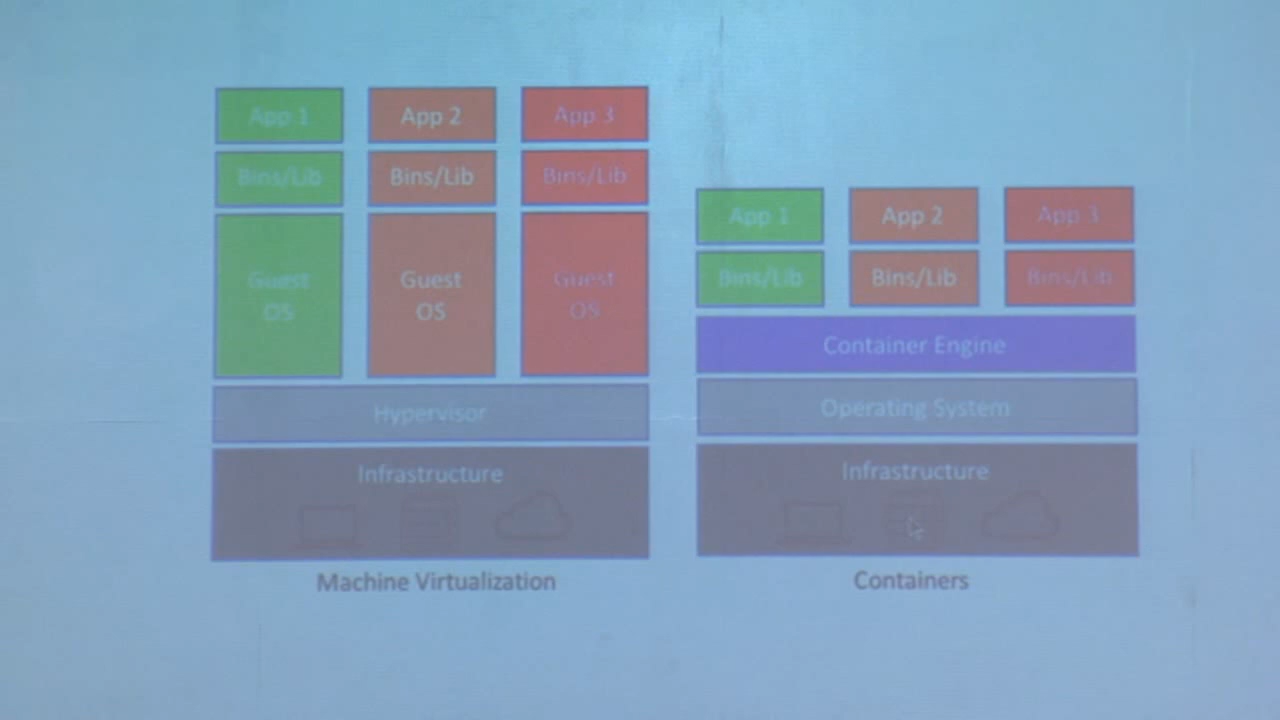 App 1 App 2 App 3
Bins/Lib Bins/Lib Bins/Lib
Guest Guest Guest
OS OS OS
Hypervisor
Infrastructure
Machine Virtualization
App 1 App 2 App 3
Bins/Lib Bins/Lib Bins/Lib
Container Engine
Operating System
Infrastructure
Containers